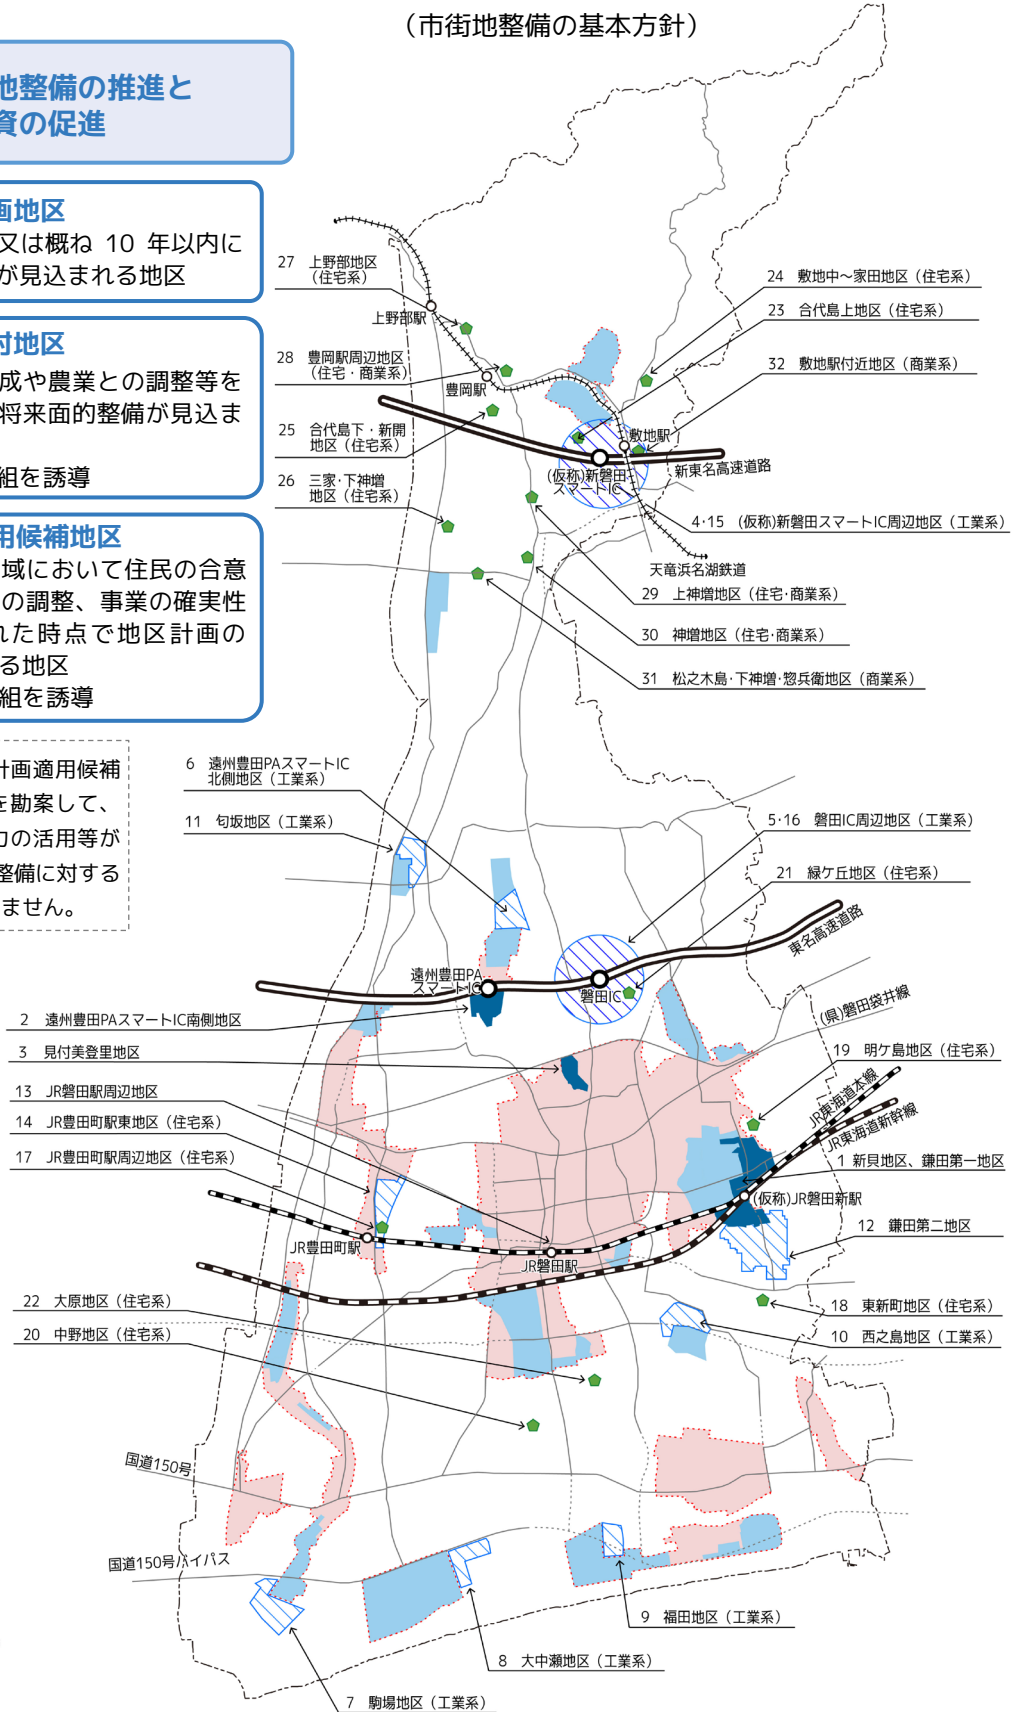 （市街地整備の基本方針）
地整備の推進と
資の促進
画地区
又は概ね 10 年以内に
が見込まれる地区
付地区
成や農業との調整等を
将来面的整備が見込ま
組を誘導
用候補地区
域において住民の合意
の調整、事業の確実性
れた時点で地区計画の
る地区
組を誘導
計画適用候補
を勘案して、
力の活用等が
整備に対する
ません。
27 上野部地区
（住宅系）
上野部駅
28 豊岡駅周辺地区
（住宅・商業系）
豊岡駅
25 合代島下・新開
地区（住宅系）
26 三家・下神増
地区（住宅系）
24 敷地中～家田地区（住宅系）
23 合代島上地区（住宅系）
32 敷地駅付近地区（商業系）
敷地駅
新東名高速道路
(仮称)新磐田
スマートIC
4・15 (仮称)新磐田スマートIC周辺地区（工業系）
天竜浜名湖鉄道
29 上神増地区（住宅・商業系）
30 神増地区（住宅・商業系）
31 松之木島・下神増・惣兵衛地区（商業系）
6 遠州豊田PAスマートIC
北側地区（工業系）
11 匂坂地区（工業系）
5・16 磐田IC周辺地区（工業系）
21 緑ケ丘地区（住宅系）
東名高速道路
遠州豊田PA
スマートIC
磐田IC
2 遠州豊田PAスマートIC南側地区
3 見付美登里地区
(県)磐田袋井線
19 明ケ島地区（住宅系）
13 JR磐田駅周辺地区
14 JR豊田町駅東地区（住宅系）
17 JR豊田町駅周辺地区（住宅系）
JR東海道本線
JR東海道新幹線
1 新貝地区、鎌田第一地区
(仮称)JR磐田新駅
12 鎌田第二地区
JR豊田町駅
JR磐田駅
22 大原地区（住宅系）
20 中野地区（住宅系）
18 東新町地区（住宅系）
10 西之島地区（工業系）
国道150号
国道150号バイパス
9 福田地区（工業系）
8 大中瀬地区（工業系）
7 駒場地区（工業系）